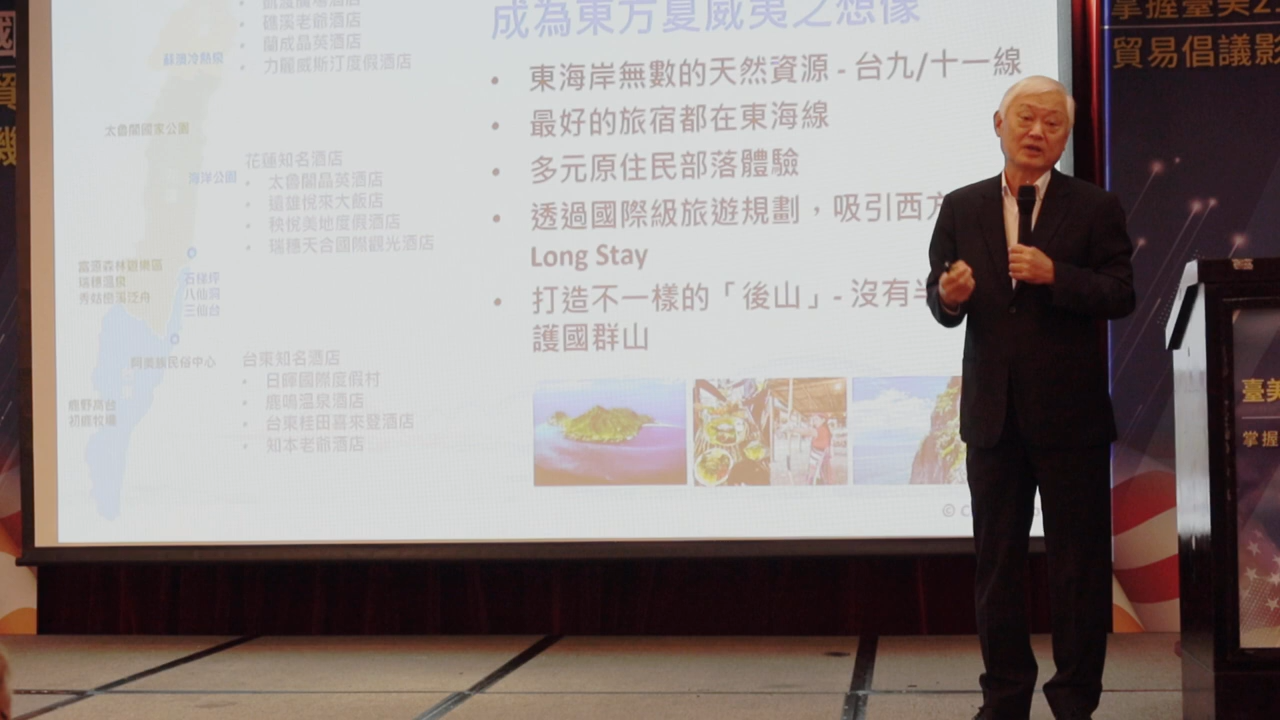 成為東方夏威夷之想像
• 東海岸無數的天然資源 - 台九/十一線
• 最好的旅宿都在東海線
• 多元原住民部落體驗
• 透過國際級旅遊規劃，吸引西方
Long Stay
• 打造不一樣的「後山」- 沒有
護國群山
• 礁溪老爺酒店
• 蘭成晶英酒店
• 力麗威斯汀度假酒店
蘇澳冷熱泉
太魯閣國家公園
海洋公園
花蓮知名酒店
• 太魯閣晶英酒店
• 遠雄悅來大飯店
• 秧悅美地度假酒店
• 瑞穗天合國際觀光酒店
富源森林遊樂區
瑞穗溫泉
秀姑巒溪泛舟
石梯坪
八仙洞
三仙台
阿美族民俗中心
鹿野高台
初鹿牧場
台東知名酒店
• 日暉國際度假村
• 鹿鳴溫泉酒店
• 台東桂田喜來登酒店
• 知本老爺酒店
©
國
貿
機
掌握臺美2
貿易倡議影
臺美
掌握